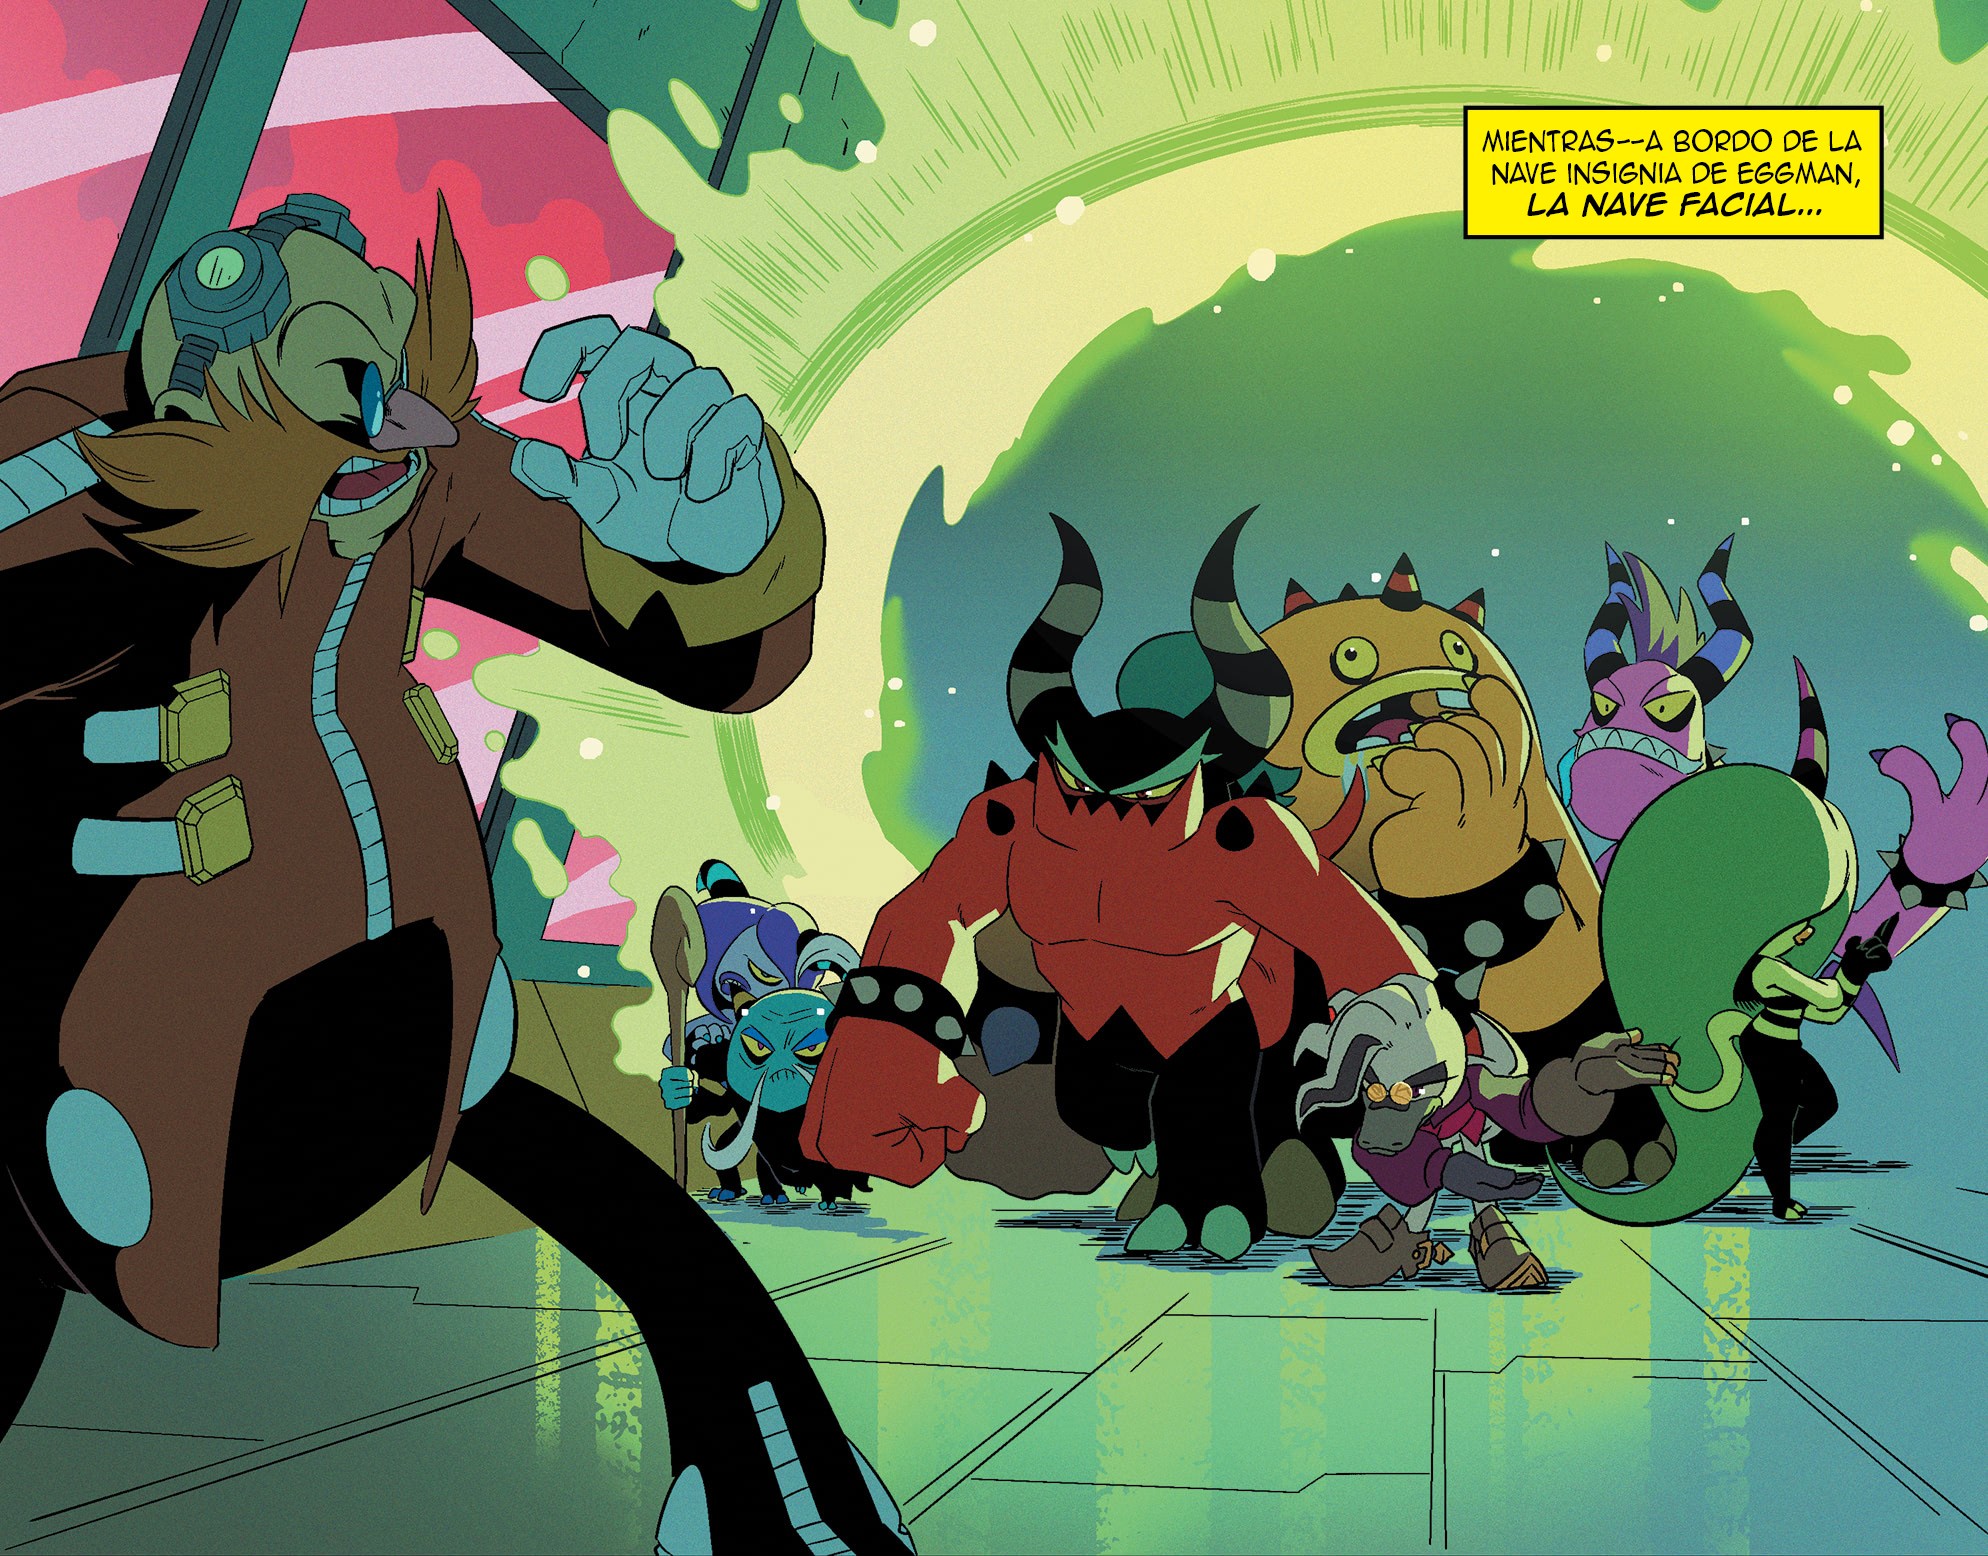 MIENTRAS--A BORDO DE LA
NAVE INSIGNIA DE EGGMAN,
LA NAVE FACIAL...